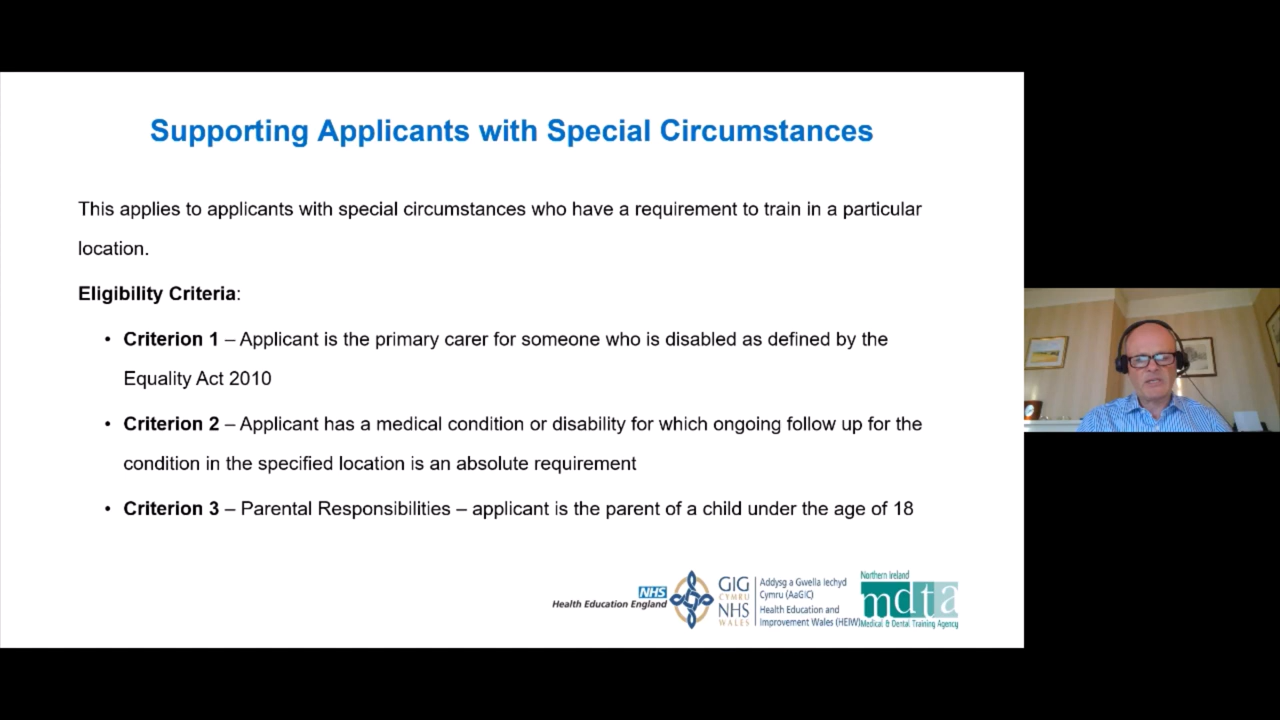 Supporting Applicants with Special Circumstances
This applies to applicants with special circumstances who have a requirement to train in a particular
location.
Eligibility Criteria:
• Criterion 1 – Applicant is the primary carer for someone who is disabled as defined by the
Equality Act 2010
• Criterion 2 – Applicant has a medical condition or disability for which ongoing follow up for the
condition in the specified location is an absolute requirement
• Criterion 3 – Parental Responsibilities – applicant is the parent of a child under the age of 18
NHS
Health Education England
GIG
CYMRU
NHS
WALES
Addysg a Gwella Iechyd
Cymru (AaGIC)
Health Education and
Improvement Wales (HEIW)
Northern Ireland
mdta
Medical & Dental Training Agency